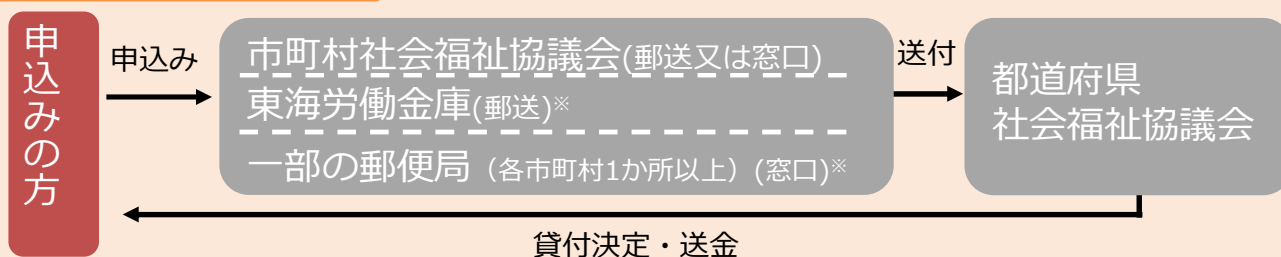 申込みの方
申込み
市町村社会福祉協議会(郵送又は窓口)
東海労働金庫(郵送)※
一部の郵便局（各市町村1か所以上）(窓口)※
送付
都道府県
社会福祉協議会
貸付決定・送金